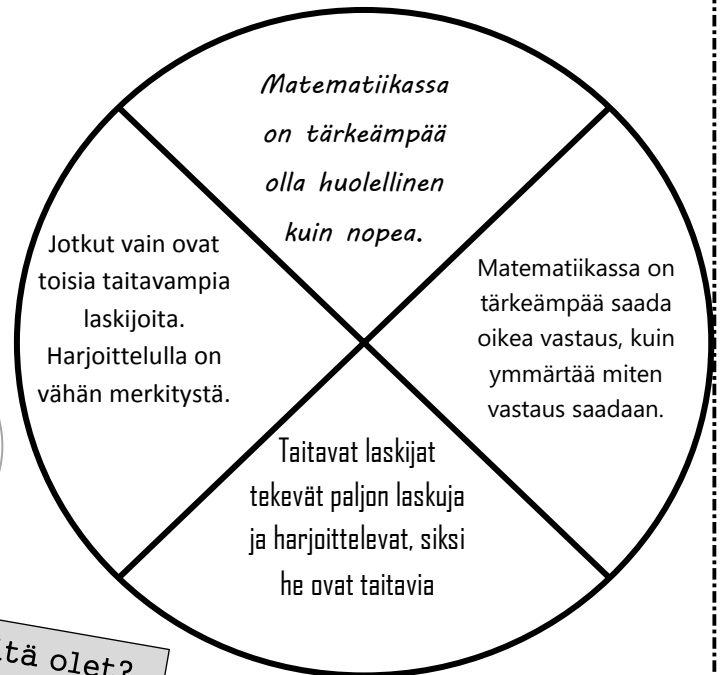 Matematiikassa
on tärkeämpää
olla huolellinen
kuin nopea.
Jotkut vain ovat
toisia taitavampia
laskijoita.
Harjoittelulla on
vähän merkitystä.
Matematiikassa on
tärkeämpää saada
oikea vastaus, kuin
ymmärtää miten
vastaus saadaan.
Taitavat laskijat
tekevät paljon laskuja
ja harjoittelevat, siksi
he ovat taitavia
olet?